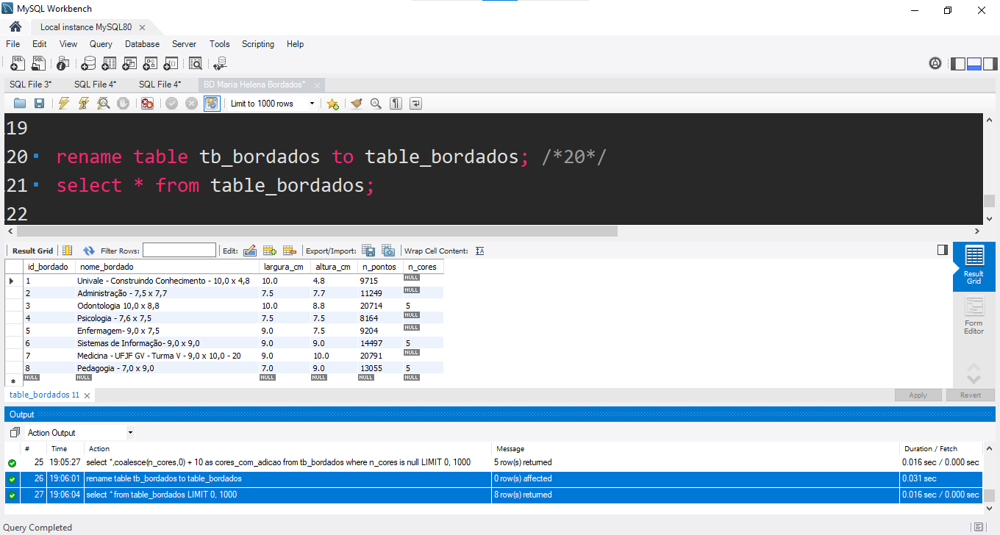 MySQL Workbench
Local instance MySQL80
File Edit View Query Database Server Tools Scripting Help
SQL File 3* SQL File 4* SQL File 4* BD Maria Helena Bordados*
Limit to 1000 rows
19
20 rename table tb_bordados to table_bordados; /*20*/
21 select * from table_bordados;
22
Result Grid Filter Rows: Edit: Export/Import: Wrap Cell Content:
id_bordado nome_bordado largura_cm altura_cm n_pontos n_cores
1 Univale - Construindo Conhecimento - 10,0 x 4,8 10.0 4.8 9715 NULL
2 Administração - 7,5 x 7,7 7.5 7.7 11249 NULL
3 Odontologia 10,0 x 8,8 10.0 8.8 20714 5
4 Psicologia - 7,6 x 7,5 7.5 7.5 8164 NULL
5 Enfermagem- 9,0 x 7,5 9.0 7.5 9204 NULL
6 Sistemas de Informação- 9,0 x 9,0 9.0 9.0 14497 5
7 Medicina - UFJF GV - Turma V - 9,0 x 10,0 - 20 9.0 10.0 20791 NULL
8 Pedagogia - 7,0 x 9,0 7.0 9.0 13055 5
NULL NULL NULL NULL NULL NULL
Result
Grid
Form
Editor
table_bordados 11
Apply Revert
Output
Action Output
# Time Action Message Duration / Fetch
25 19:05:27 select *,coalesce(n_cores,0) + 10 as cores_com_adicao from tb_bordados where n_cores is null LIMIT 0, 1000 5 row(s) returned 0.016 sec / 0.000 sec
26 19:06:01 rename table tb_bordados to table_bordados 0 row(s) affected 0.031 sec
27 19:06:04 select * from table_bordados LIMIT 0, 1000 8 row(s) returned 0.016 sec / 0.000 sec
Query Completed